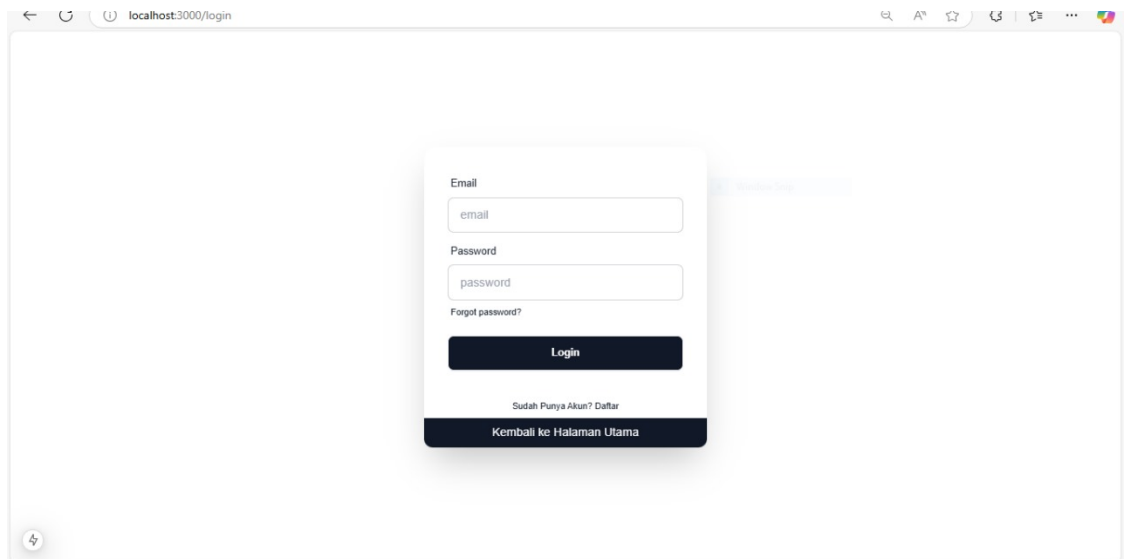 localhost:3000/login
Email
email
Password
password
Forgot password?
Login
Sudah Punya Akun? Daftar
Kembali ke Halaman Utama